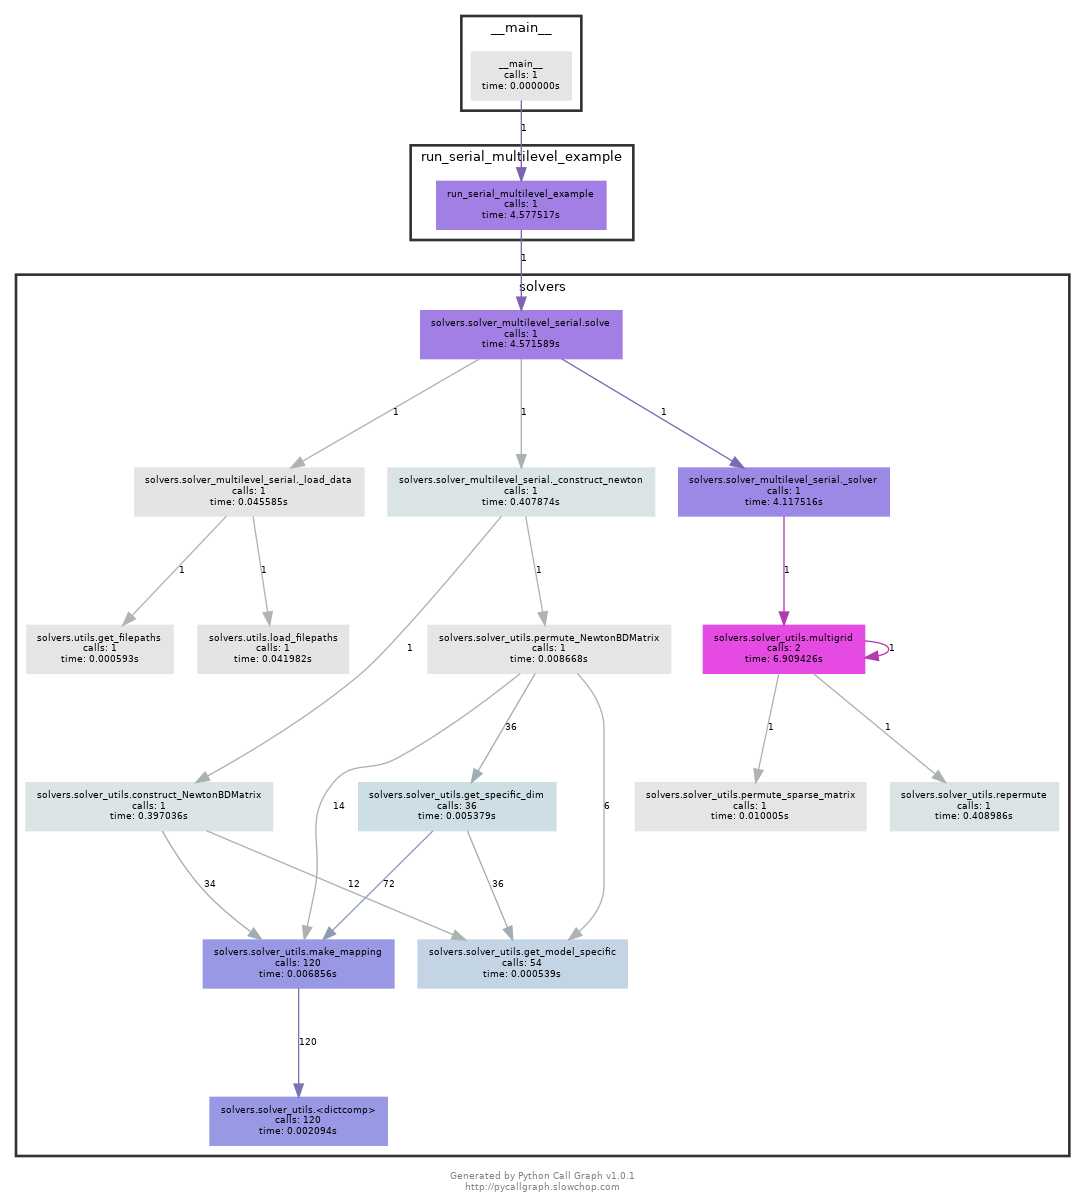 __main__
__main__
calls: 1
time: 0.000000s
1
run_serial_multilevel_example
run_serial_multilevel_example
calls: 1
time: 4.577517s
1
solvers
solvers.solver_multilevel_serial.solve
calls: 1
time: 4.571589s
1
1
1
solvers.solver_multilevel_serial._load_data
calls: 1
time: 0.045585s
solvers.solver_multilevel_serial._construct_newton
calls: 1
time: 0.407874s
solvers.solver_multilevel_serial._solver
calls: 1
time: 4.117516s
1
1
1
1
solvers.utils.get_filepaths
calls: 1
time: 0.000593s
solvers.utils.load_filepaths
calls: 1
time: 0.041982s
1
solvers.solver_utils.permute_NewtonBDMatrix
calls: 1
time: 0.008668s
solvers.solver_utils.multigrid
calls: 2
time: 6.909426s
1
36
1
1
solvers.solver_utils.construct_NewtonBDMatrix
calls: 1
time: 0.397036s
14
solvers.solver_utils.get_specific_dim
calls: 36
time: 0.005379s
6
solvers.solver_utils.permute_sparse_matrix
calls: 1
time: 0.010005s
solvers.solver_utils.repermute
calls: 1
time: 0.408986s
34
12
72
36
solvers.solver_utils.make_mapping
calls: 120
time: 0.006856s
solvers.solver_utils.get_model_specific
calls: 54
time: 0.000539s
120
solvers.solver_utils.<dictcomp>
calls: 120
time: 0.002094s
Generated by Python Call Graph v1.0.1
http://pycallgraph.slowchop.com